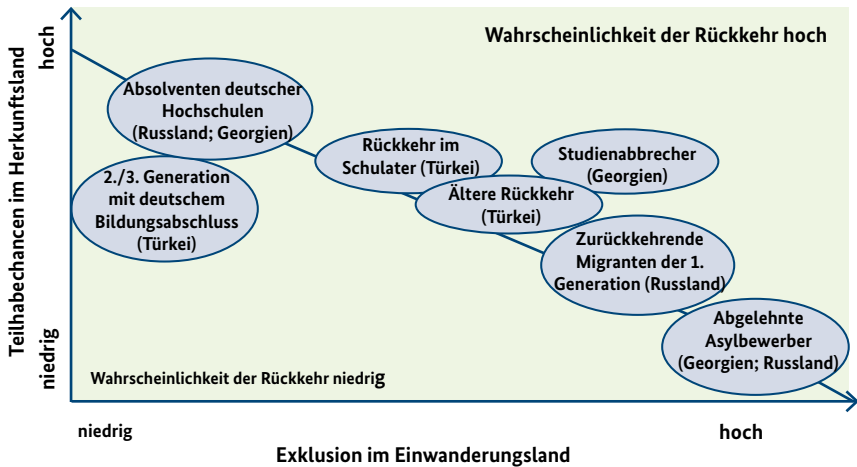 Teilhabechancen im Herkunftsland
hoch
niedrig
Wahrscheinlichkeit der Rückkehr hoch
Absolventen deutscher
Hochschulen
(Russland; Georgien)
2./3. Generation
mit deutschem
Bildungsabschluss
(Türkei)
Rückkehr im
Schulater (Türkei)
Studienabbrecher
(Georgien)
Ältere Rückkehr
(Türkei)
Zurückkehrende
Migranten der 1.
Generation (Russland)
Abgelehnte
Asylbewerber
(Georgien; Russland)
Wahrscheinlichkeit der Rückkehr niedrig
niedrig
hoch
Exklusion im Einwanderungsland